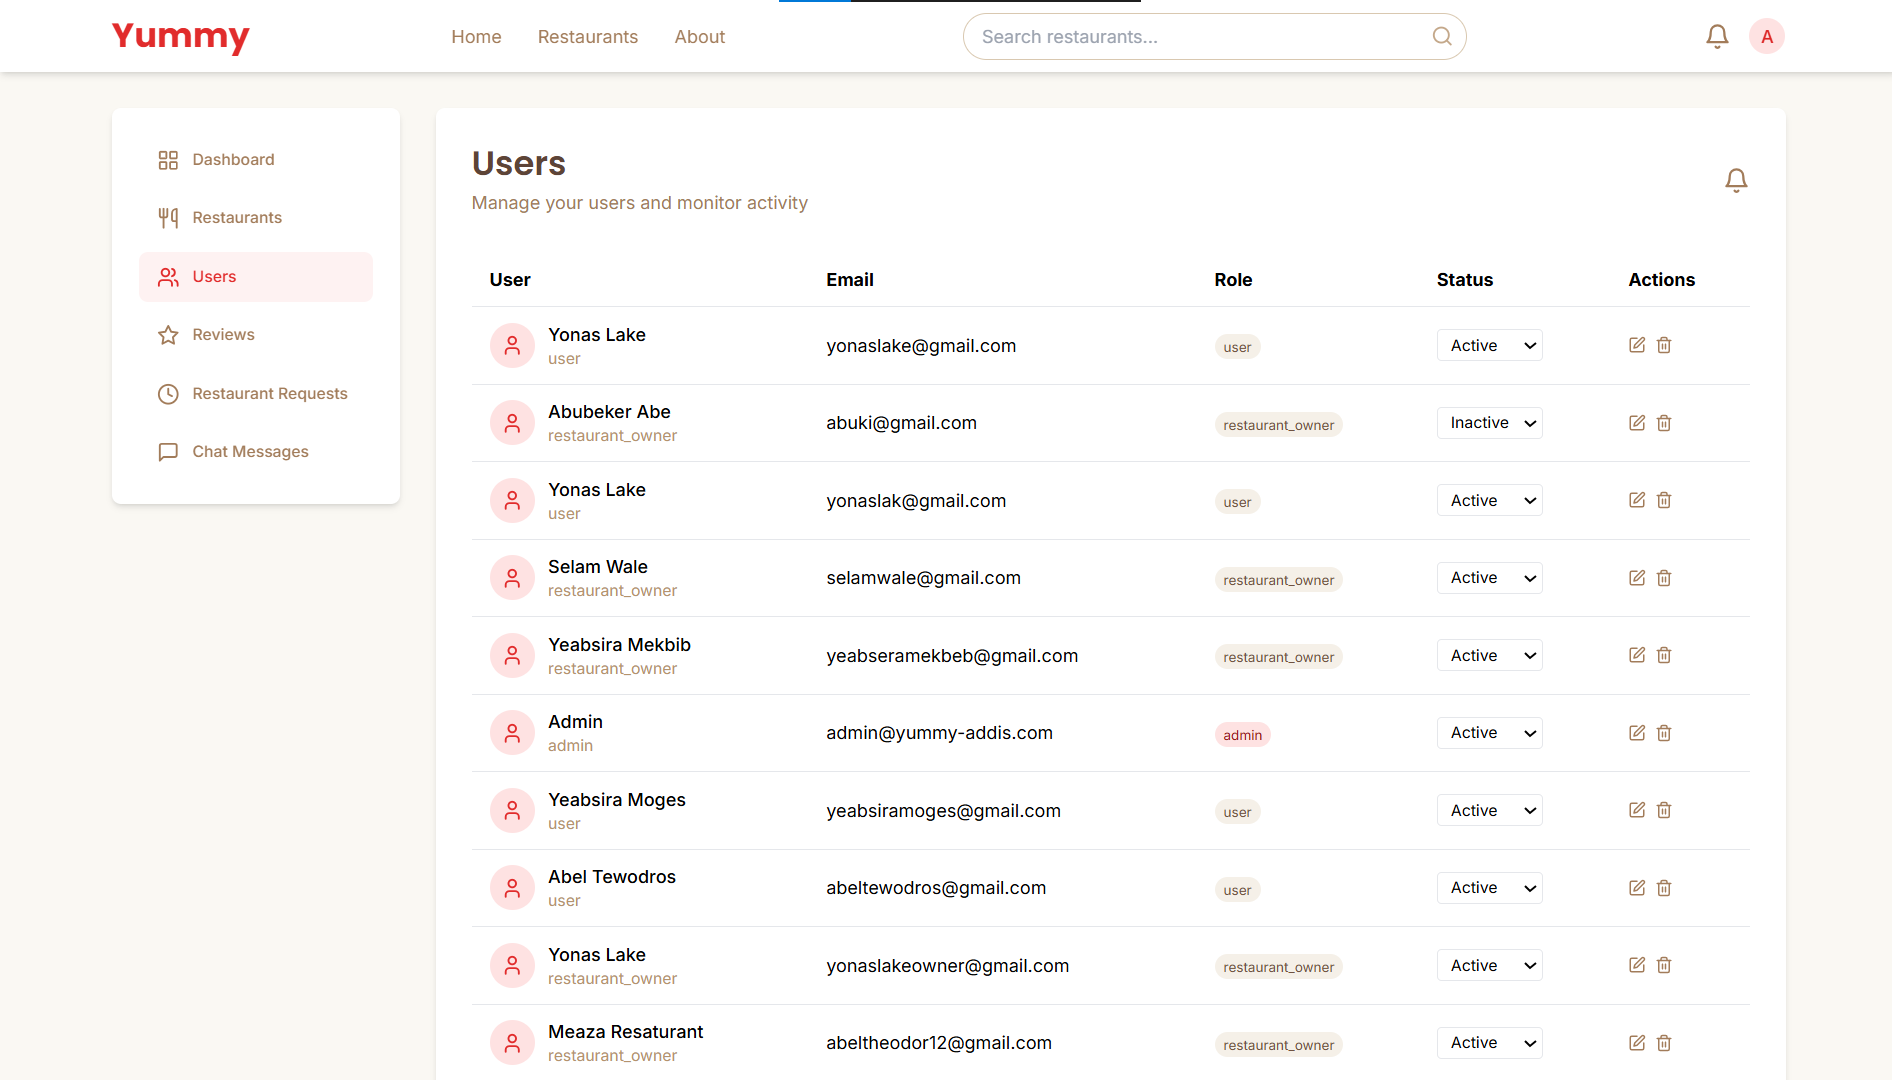 Yummy
Home Restaurants About
Search restaurants...
A
Dashboard
Restaurants
Users
Reviews
Restaurant Requests
Chat Messages
Users
Manage your users and monitor activity
User Email Role Status Actions
Yonas Lake
user
yonaslake@gmail.com user Active
Abubeker Abe
restaurant_owner
abuki@gmail.com restaurant_owner Inactive
Yonas Lake
user
yonaslak@gmail.com user Active
Selam Wale
restaurant_owner
selamwale@gmail.com restaurant_owner Active
Yeabsira Mekbib
restaurant_owner
yeabseramekbeb@gmail.com restaurant_owner Active
Admin
admin
admin@yummy-addis.com admin Active
Yeabsira Moges
user
yeabsiramoges@gmail.com user Active
Abel Tewodros
user
abeltewodros@gmail.com user Active
Yonas Lake
restaurant_owner
yonaslakeowner@gmail.com restaurant_owner Active
Meaza Resaturant
restaurant_owner
abeltheodor12@gmail.com restaurant_owner Active